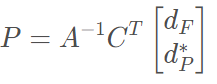 $P = A^{-1}C^T \begin{bmatrix} d_F \\ d_P^* \end{bmatrix}$